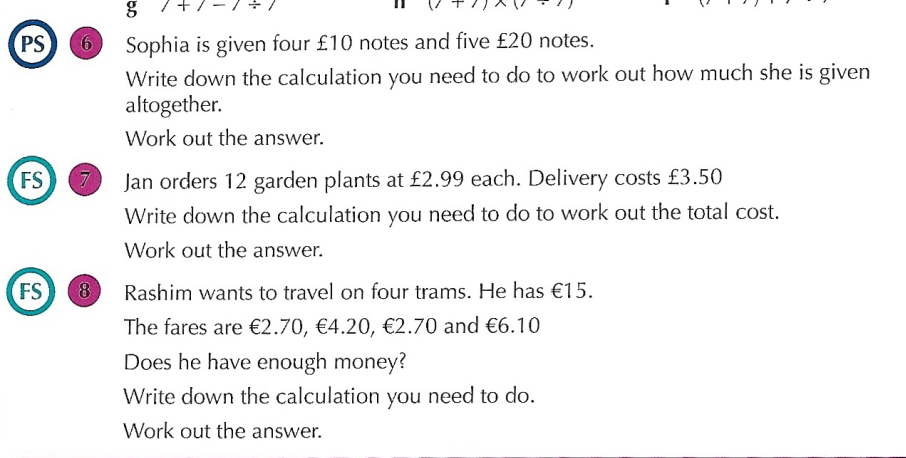 g 7 + 7 – 7 ÷ 7
PS 6 Sophia is given four £10 notes and five £20 notes.
Write down the calculation you need to do to work out how much she is given
altogether.
Work out the answer.
FS 7 Jan orders 12 garden plants at £2.99 each. Delivery costs £3.50
Write down the calculation you need to do to work out the total cost.
Work out the answer.
FS 8 Rashim wants to travel on four trams. He has €15.
The fares are €2.70, €4.20, €2.70 and €6.10
Does he have enough money?
Write down the calculation you need to do.
Work out the answer.